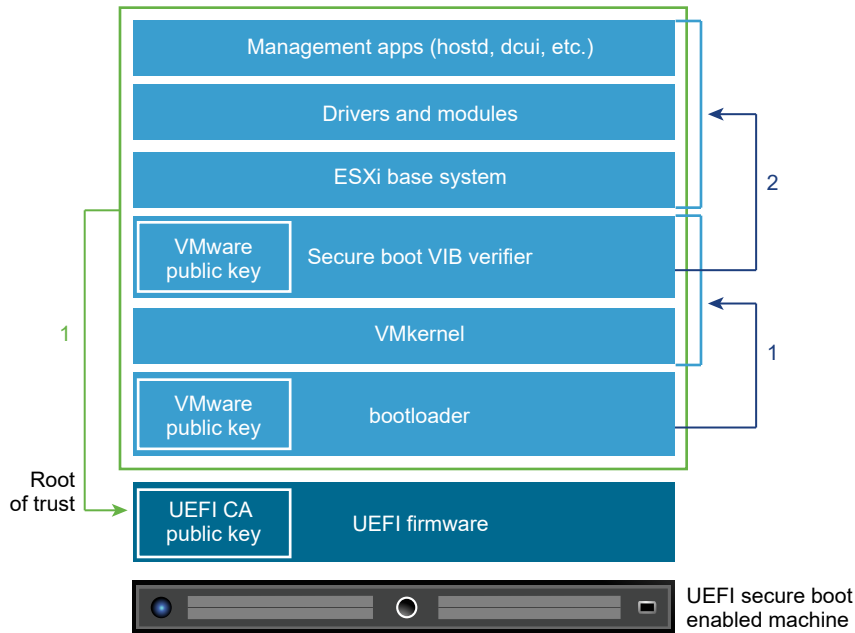 Management apps (hostd, dcui, etc.)
Drivers and modules
ESXi base system
2
VMware
public key
Secure boot VIB verifier
1
VMkernel
1
VMware
public key
bootloader
Root
of trust
UEFI CA
public key
UEFI firmware
UEFI secure boot
enabled machine